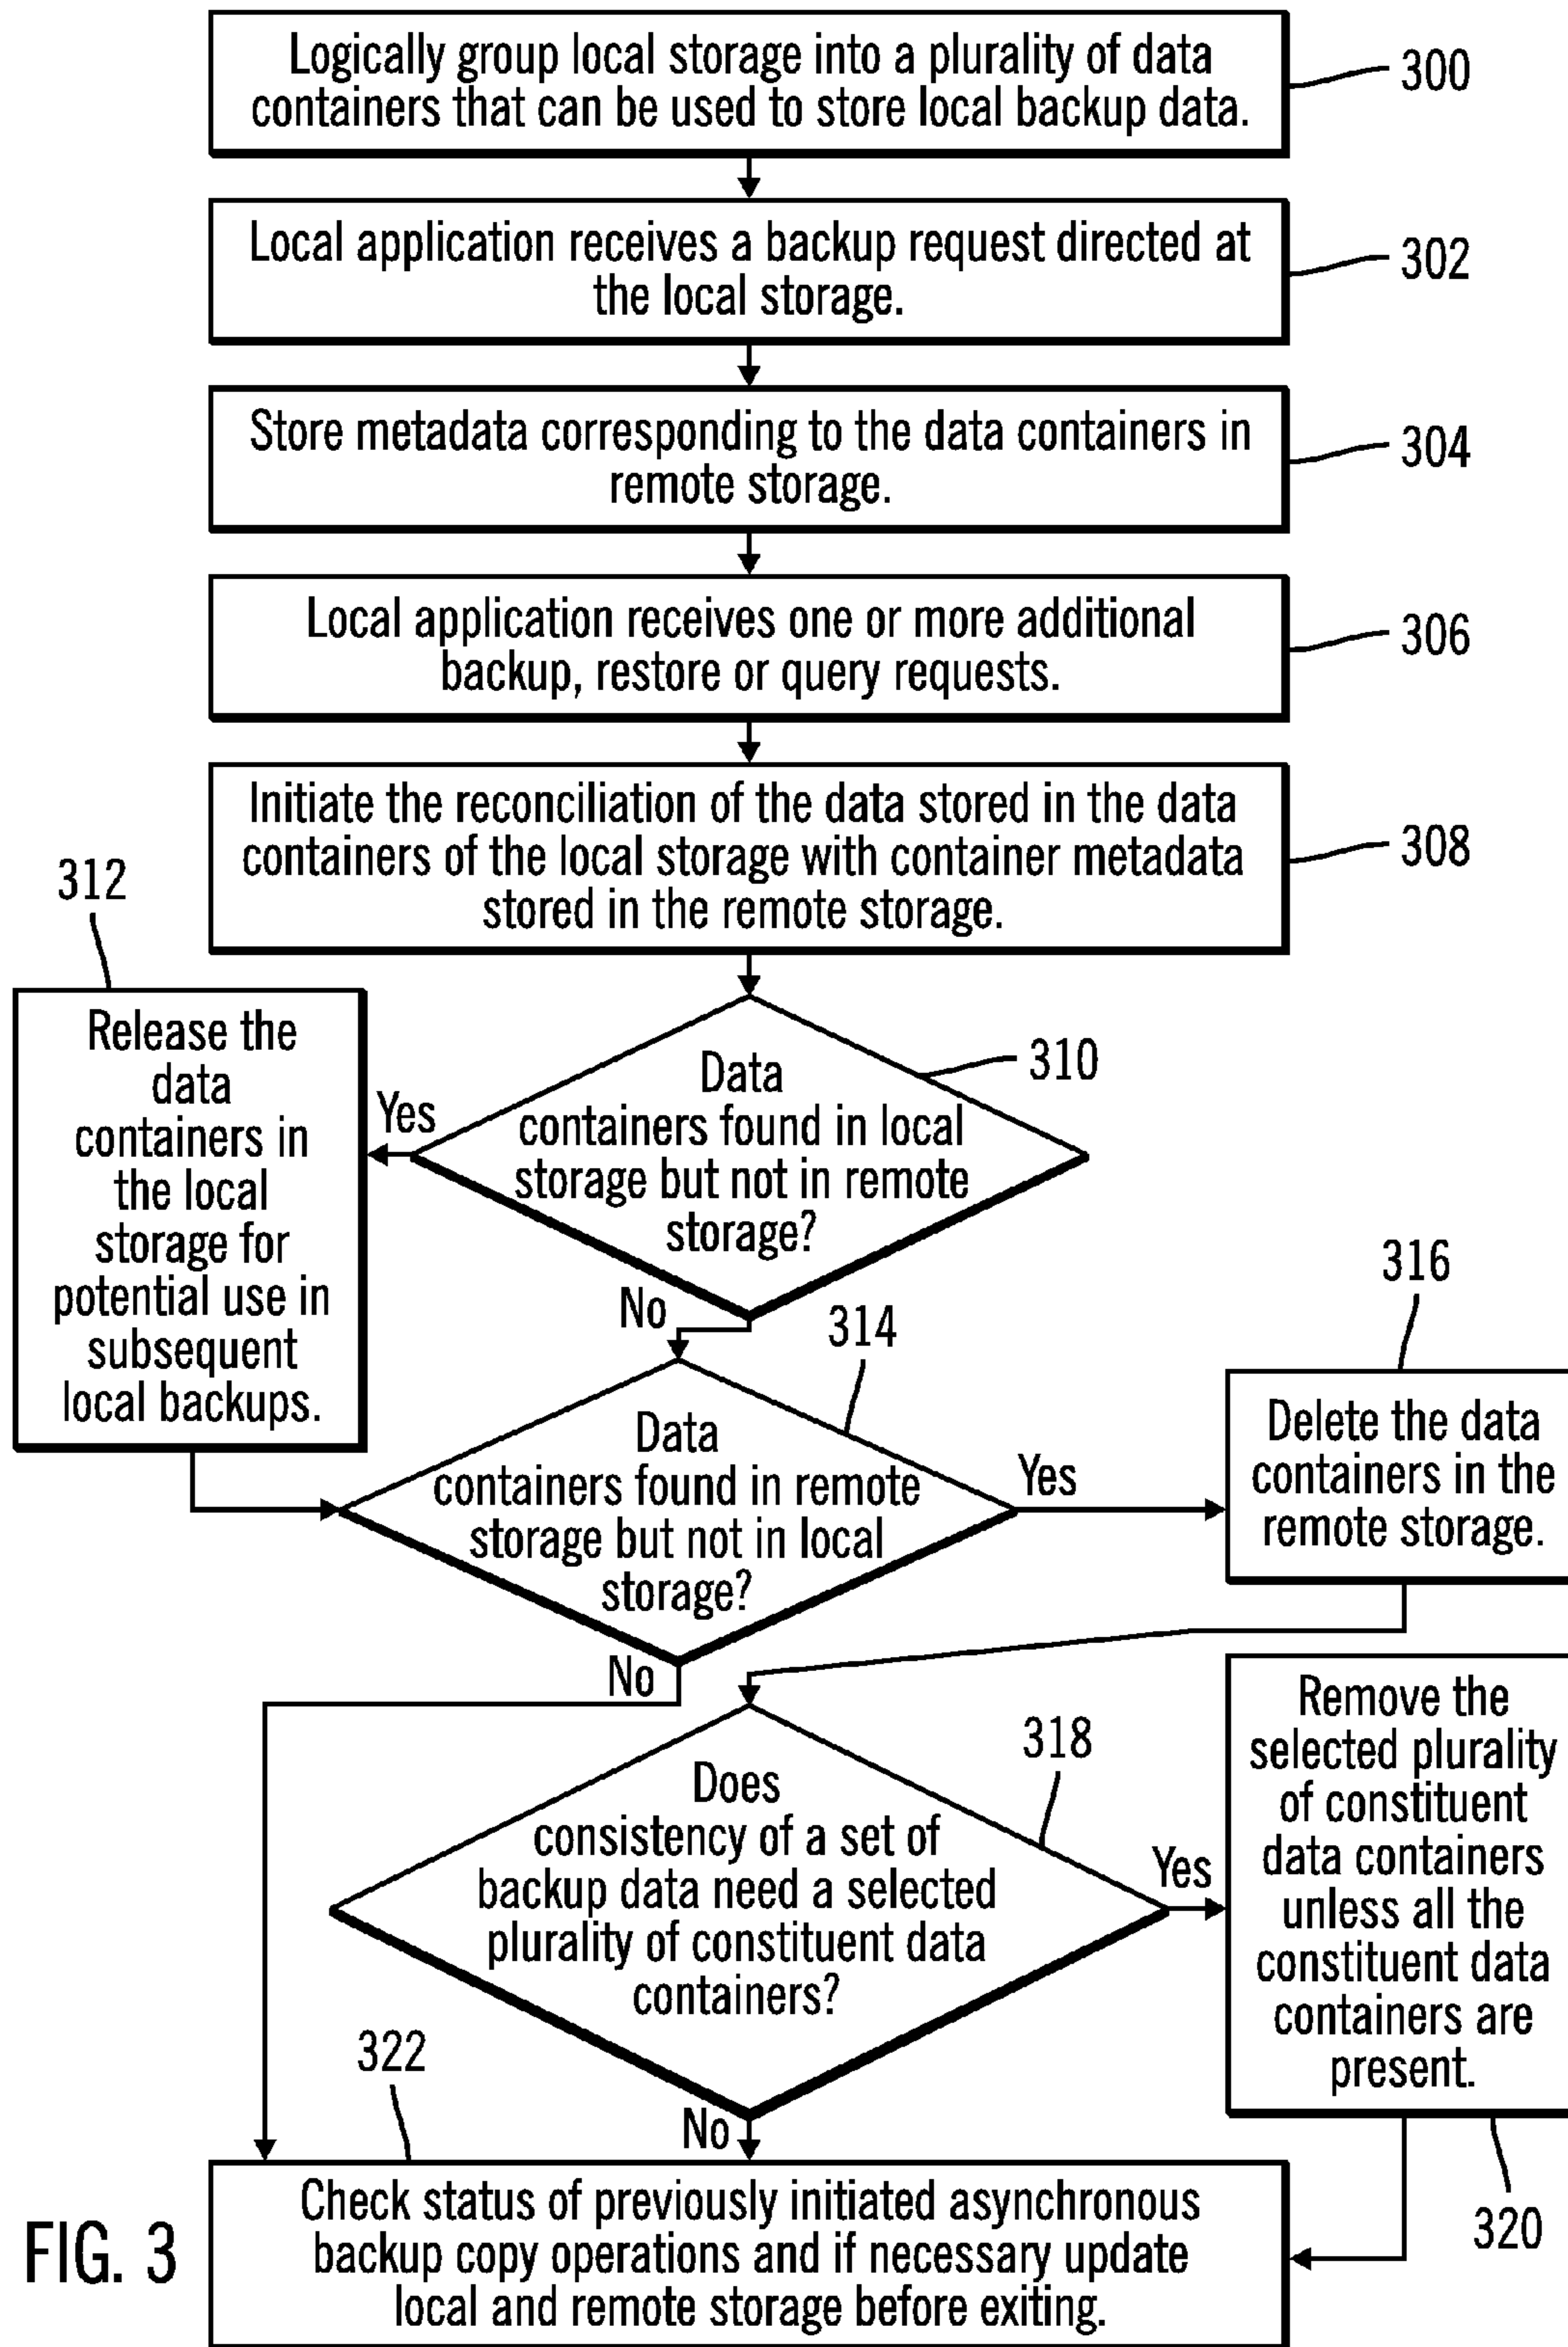 Logically group local storage into a plurality of data
containers that can be used to store local backup data.
300
Local application receives a backup request directed at
the local storage.
302
Store metadata corresponding to the data containers in
remote storage.
304
Local application receives one or more additional
backup, restore or query requests.
306
Initiate the reconciliation of the data stored in the data
containers of the local storage with container metadata
stored in the remote storage.
308
312
Release the
data
containers in
the local
storage for
potential use in
subsequent
local backups.
Yes
Data
containers found in local
storage but not in remote
storage?
310
No
314
Data
containers found in remote
storage but not in local
storage?
Yes
316
Delete the data
containers in the
remote storage.
No
318
Does
consistency of a set of
backup data need a selected
plurality of constituent data
containers?
Yes
Remove the
selected plurality
of constituent
data containers
unless all the
constituent data
containers are
present.
320
No
322
Check status of previously initiated asynchronous
backup copy operations and if necessary update
local and remote storage before exiting.
FIG. 3